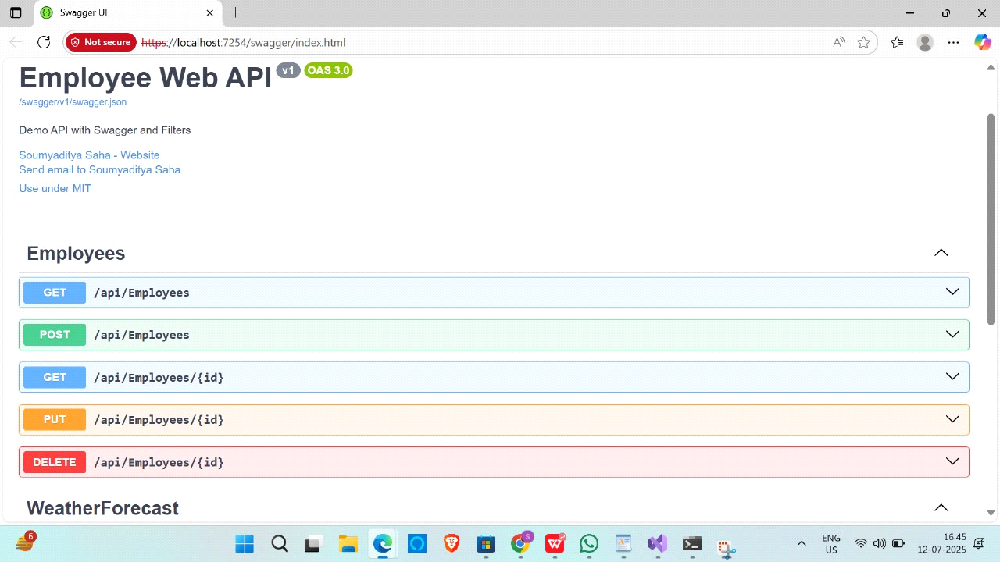 Swagger UI
Not secure https://localhost:7254/swagger/index.html
Employee Web API v1 OAS 3.0
/swagger/v1/swagger.json
Demo API with Swagger and Filters
Soumyaditya Saha - Website
Send email to Soumyaditya Saha
Use under MIT
Employees
GET /api/Employees
POST /api/Employees
GET /api/Employees/{id}
PUT /api/Employees/{id}
DELETE /api/Employees/{id}
WeatherForecast
6
S
ENG
US
16:45
12-07-2025